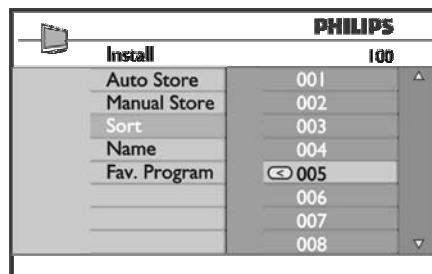 PHILIPS
Install 100
Auto Store 001
Manual Store 002
Sort 003
Name 004
Fav. Program < 005
006
007
008